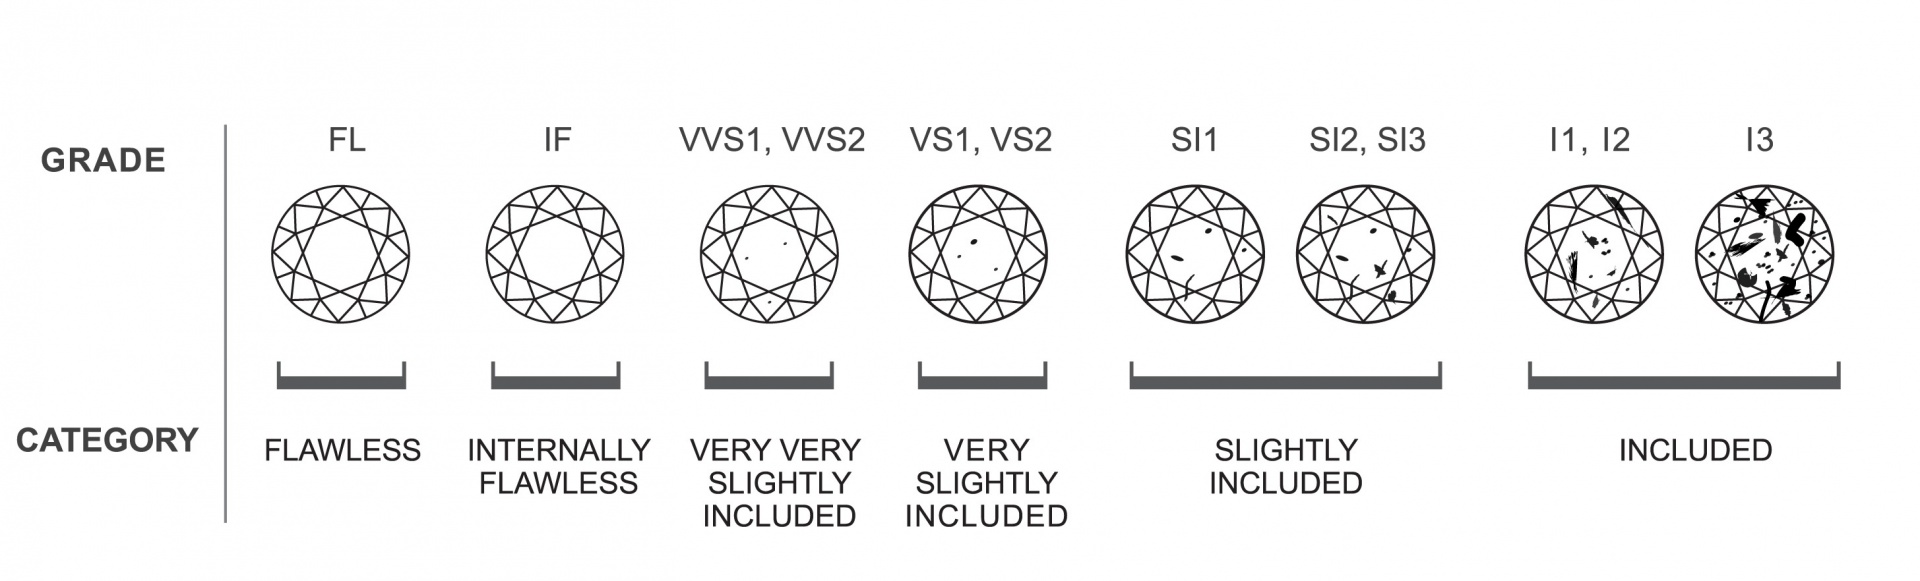 GRADE
FL
IF
VVS1, VVS2
VS1, VS2
SI1
SI2, SI3
I1, I2
I3
CATEGORY
FLAWLESS
INTERNALLY
FLAWLESS
VERY VERY
SLIGHTLY
INCLUDED
VERY
SLIGHTLY
INCLUDED
SLIGHTLY
INCLUDED
INCLUDED